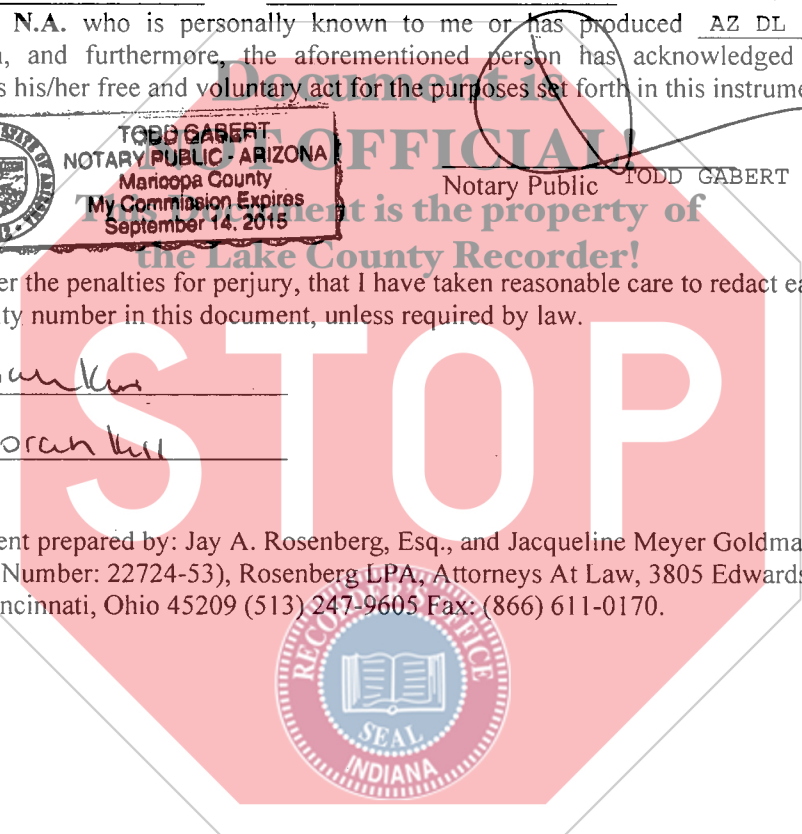 N.A. who is personally known to me or has produced AZ DL
, and furthermore, the aforementioned person has acknowledged
s his/her free and voluntary act for the purposes set forth in this instrume
Document is
NOT OFFICIAL!
This Document is the property of
the Lake County Recorder!
TODD GABERT
NOTARY PUBLIC - ARIZONA
Maricopa County
My Commission Expires
September 14, 2015
Notary Public TODD GABERT
er the penalties for perjury, that I have taken reasonable care to redact ea
ty number in this document, unless required by law.
STOP
ent prepared by: Jay A. Rosenberg, Esq., and Jacqueline Meyer Goldma
Number: 22724-53), Rosenberg LPA, Attorneys At Law, 3805 Edwards
ncinnati, Ohio 45209 (513) 247-9605 Fax: (866) 611-0170.
RECORDER'S OFFICE
SEAL
INDIANA